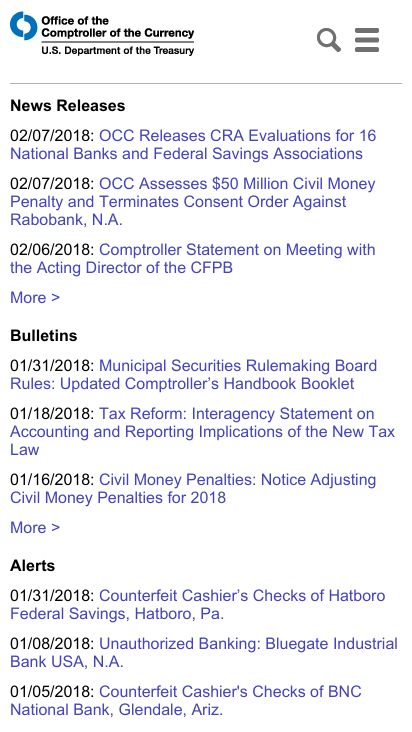 Office of the
Comptroller of the Currency
U.S. Department of the Treasury
News Releases
02/07/2018: OCC Releases CRA Evaluations for 16
National Banks and Federal Savings Associations
02/07/2018: OCC Assesses $50 Million Civil Money
Penalty and Terminates Consent Order Against
Rabobank, N.A.
02/06/2018: Comptroller Statement on Meeting with
the Acting Director of the CFPB
More >
Bulletins
01/31/2018: Municipal Securities Rulemaking Board
Rules: Updated Comptroller’s Handbook Booklet
01/18/2018: Tax Reform: Interagency Statement on
Accounting and Reporting Implications of the New Tax
Law
01/16/2018: Civil Money Penalties: Notice Adjusting
Civil Money Penalties for 2018
More >
Alerts
01/31/2018: Counterfeit Cashier’s Checks of Hatboro
Federal Savings, Hatboro, Pa.
01/08/2018: Unauthorized Banking: Bluegate Industrial
Bank USA, N.A.
01/05/2018: Counterfeit Cashier's Checks of BNC
National Bank, Glendale, Ariz.